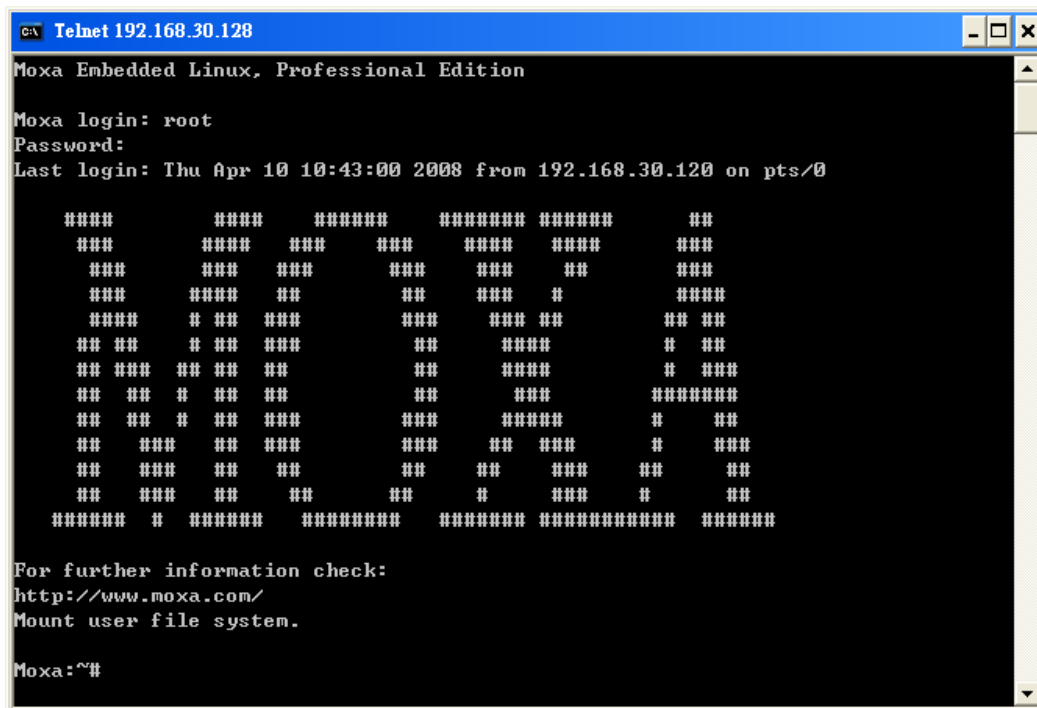 Telnet 192.168.30.128
Moxa Embedded Linux, Professional Edition
Moxa login: root
Password:
Last login: Thu Apr 10 10:43:00 2008 from 192.168.30.120 on pts/0
MOXA
For further information check:
http://www.moxa.com/
Mount user file system.
Moxa:~#